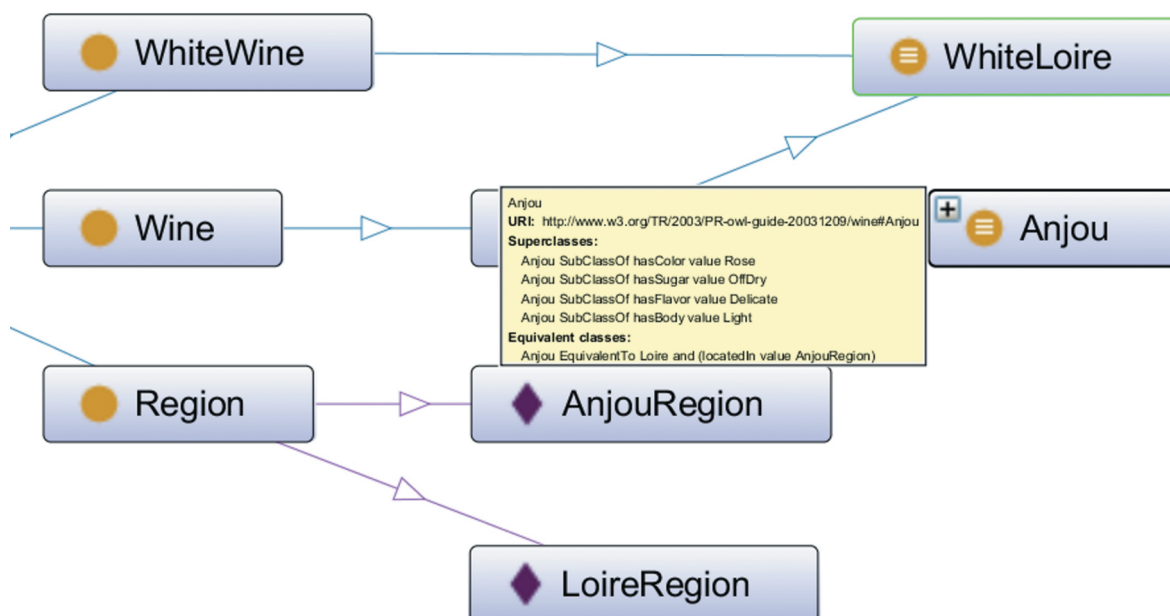 WhiteWine
WhiteLoire
Wine
Anjou
URI: http://www.w3.org/TR/2003/PR-owl-guide-20031209/wine#Anjou
Superclasses:
Anjou SubClassOf hasColor value Rose
Anjou SubClassOf hasSugar value OffDry
Anjou SubClassOf hasFlavor value Delicate
Anjou SubClassOf hasBody value Light
Equivalent classes:
Anjou EquivalentTo Loire and (locatedIn value AnjouRegion)
Anjou
Region
AnjouRegion
LoireRegion